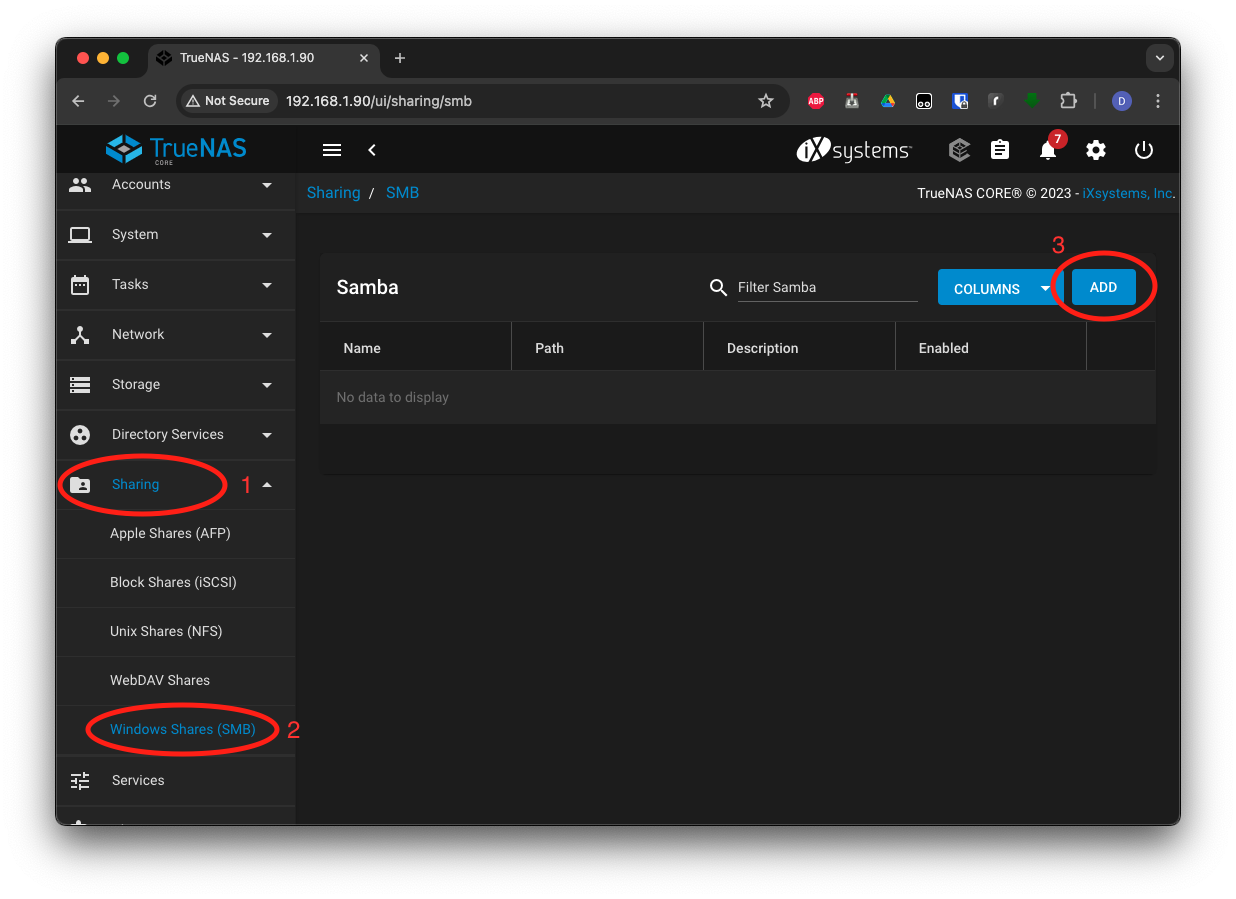 TrueNAS - 192.168.1.90
Not Secure 192.168.1.90/ui/sharing/smb
ABP
r
D
TrueNAS
CORE
iXsystems™
7
Accounts
Sharing / SMB
TrueNAS CORE® © 2023 - iXsystems, Inc.
System
Tasks
Network
Storage
Directory Services
Sharing 1
Apple Shares (AFP)
Block Shares (iSCSI)
Unix Shares (NFS)
WebDAV Shares
Windows Shares (SMB) 2
Services
3
Samba Filter Samba COLUMNS ADD
Name Path Description Enabled
No data to display